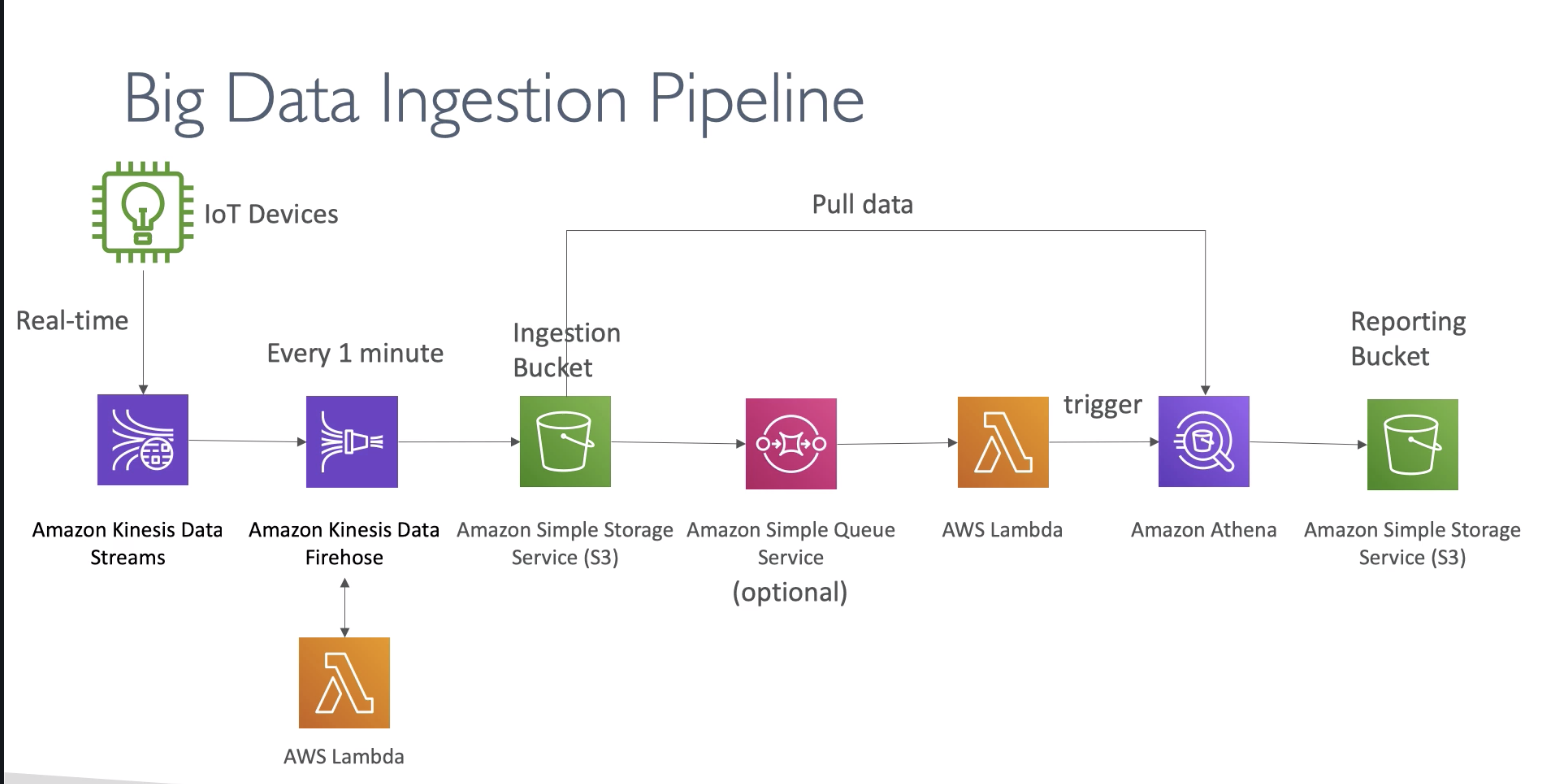 Big Data Ingestion Pipeline
IoT Devices
Pull data
Real-time
Every 1 minute
Ingestion
Bucket
trigger
Reporting
Bucket
Amazon Kinesis Data
Streams
Amazon Kinesis Data
Firehose
Amazon Simple Storage
Service (S3)
Amazon Simple Queue
Service
(optional)
AWS Lambda
Amazon Athena
Amazon Simple Storage
Service (S3)
AWS Lambda